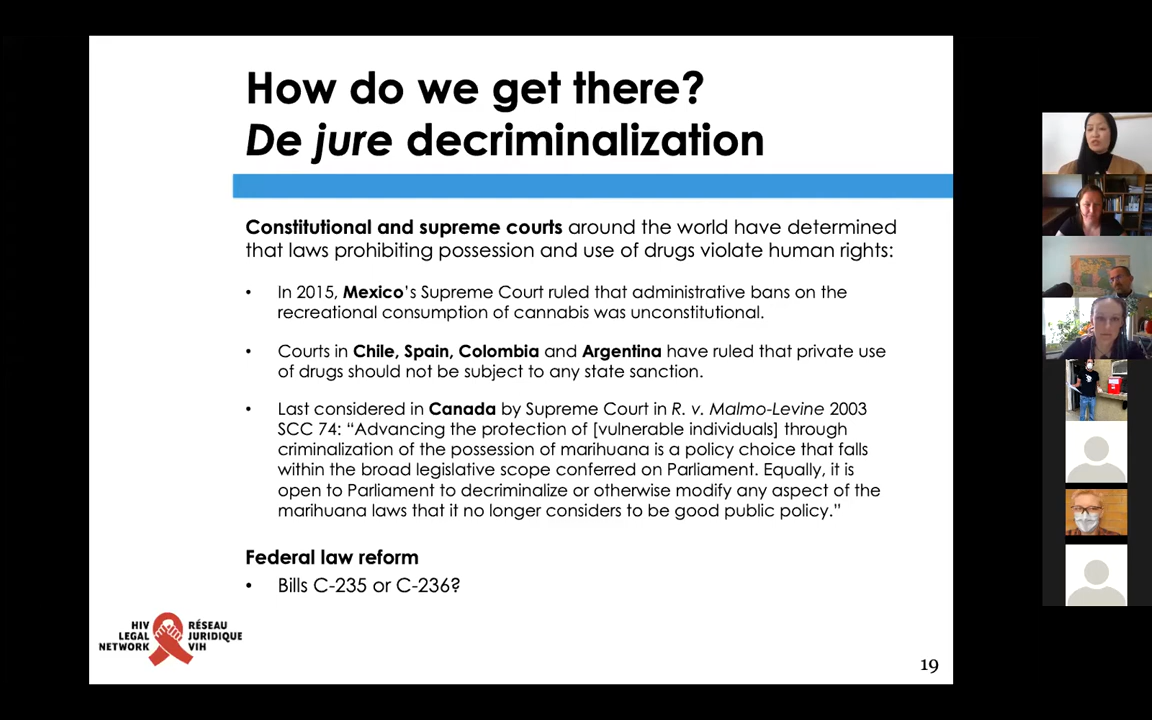 How do we get there?
De jure decriminalization
Constitutional and supreme courts around the world have determined
that laws prohibiting possession and use of drugs violate human rights:
• In 2015, Mexico's Supreme Court ruled that administrative bans on the
recreational consumption of cannabis was unconstitutional.
• Courts in Chile, Spain, Colombia and Argentina have ruled that private use
of drugs should not be subject to any state sanction.
• Last considered in Canada by Supreme Court in R. v. Malmo-Levine 2003
SCC 74: “Advancing the protection of [vulnerable individuals] through
criminalization of the possession of marihuana is a policy choice that falls
within the broad legislative scope conferred on Parliament. Equally, it is
open to Parliament to decriminalize or otherwise modify any aspect of the
marihuana laws that it no longer considers to be good public policy.”
Federal law reform
• Bills C-235 or C-236?
HIV
LEGAL
NETWORK
RÉSEAU
JURIDIQUE
VIH
19